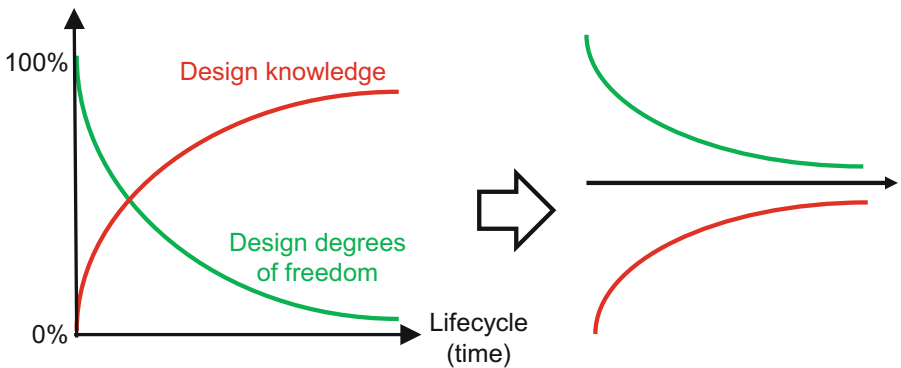 100%
Design knowledge
Design degrees
of freedom
0%
Lifecycle
(time)